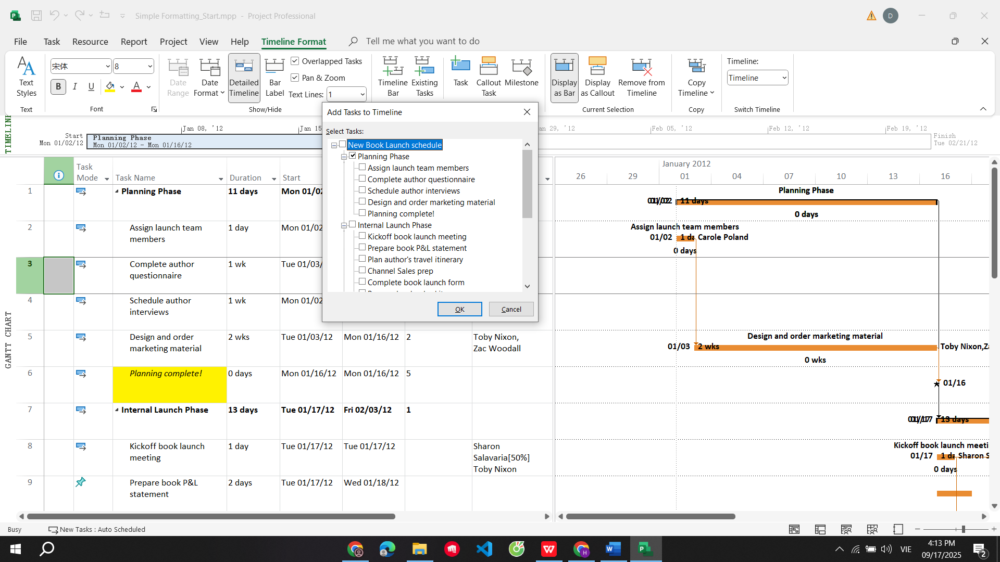 Simple Formatting_Start.mpp - Project Professional
D
File Task Resource Report Project View Help Timeline Format Tell me what you want to do
Text Styles
Text
宋体 8
B I U A
Font
Date Range
Date Format
Detailed Timeline
Bar Label
Overlapped Tasks
Pan & Zoom
Text Lines: 1
Show/Hide
Timeline Bar
Existing Tasks
Task
Callout Task
Milestone
Display as Bar
Display as Callout
Remove from Timeline
Current Selection
Copy Timeline
Copy
Timeline:
Timeline
Switch Timeline
TIMELINE
Start
Mon 01/02/12
Jan 08, '12
Jan 15
an 29, '12
Feb 05, '12
Feb 12, '12
Feb 19, '12
Planning Phase
Mon 01/02/12 - Mon 01/16/12
Finish
Tue 02/21/12
Add Tasks to Timeline
Select Tasks:
New Book Launch schedule
Planning Phase
Assign launch team members
Complete author questionnaire
Schedule author interviews
Design and order marketing material
Planning complete!
Internal Launch Phase
Kickoff book launch meeting
Prepare book P&L statement
Plan author's travel itinerary
Channel Sales prep
Complete book launch form
OK Cancel
GANTT CHART
Task Mode Task Name Duration Start
1 Planning Phase 11 days Mon 01/02
2 Assign launch team members 1 day Mon 01/02
3 Complete author questionnaire 1 wk Tue 01/03/
4 Schedule author interviews 1 wk Mon 01/02
5 Design and order marketing material 2 wks Tue 01/03/12 Mon 01/16/12 2 Toby Nixon, Zac Woodall
6 Planning complete! 0 days Mon 01/16/12 Mon 01/16/12 5
7 Internal Launch Phase 13 days Tue 01/17/12 Fri 02/03/12 1
8 Kickoff book launch meeting 1 day Tue 01/17/12 Tue 01/17/12 Sharon Salavaria[50%] Toby Nixon
9 Prepare book P&L statement 2 days Tue 01/17/12 Wed 01/18/12
January 2012
26 29 01 04 07 10 13 16
Planning Phase
01/02 11 days
0 days
Assign launch team members
01/02 1 da Carole Poland
0 days
Design and order marketing material
01/03 2 wks Toby Nixon,Za
0 wks
01/16
01/17 13 days
Kickoff book launch meeti
01/17 1 da Sharon S
0 days
Busy New Tasks : Auto Scheduled
VIE
4:13 PM
09/17/2025
2